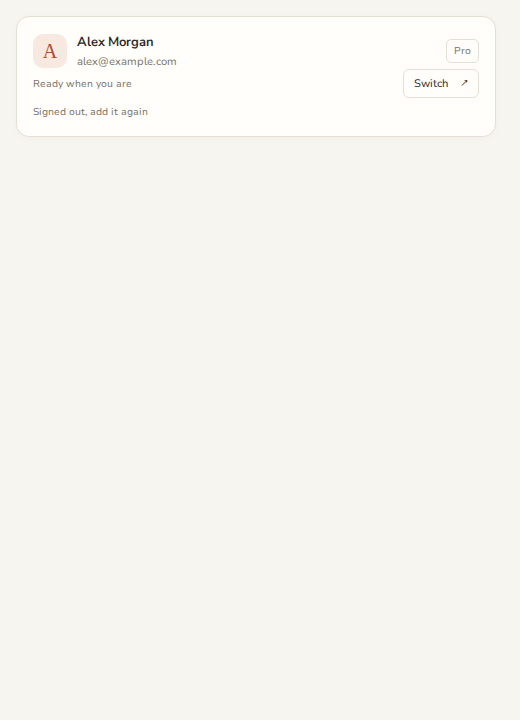 A
Alex Morgan
alex@example.com
Pro
Ready when you are
Switch ↗
Signed out, add it again